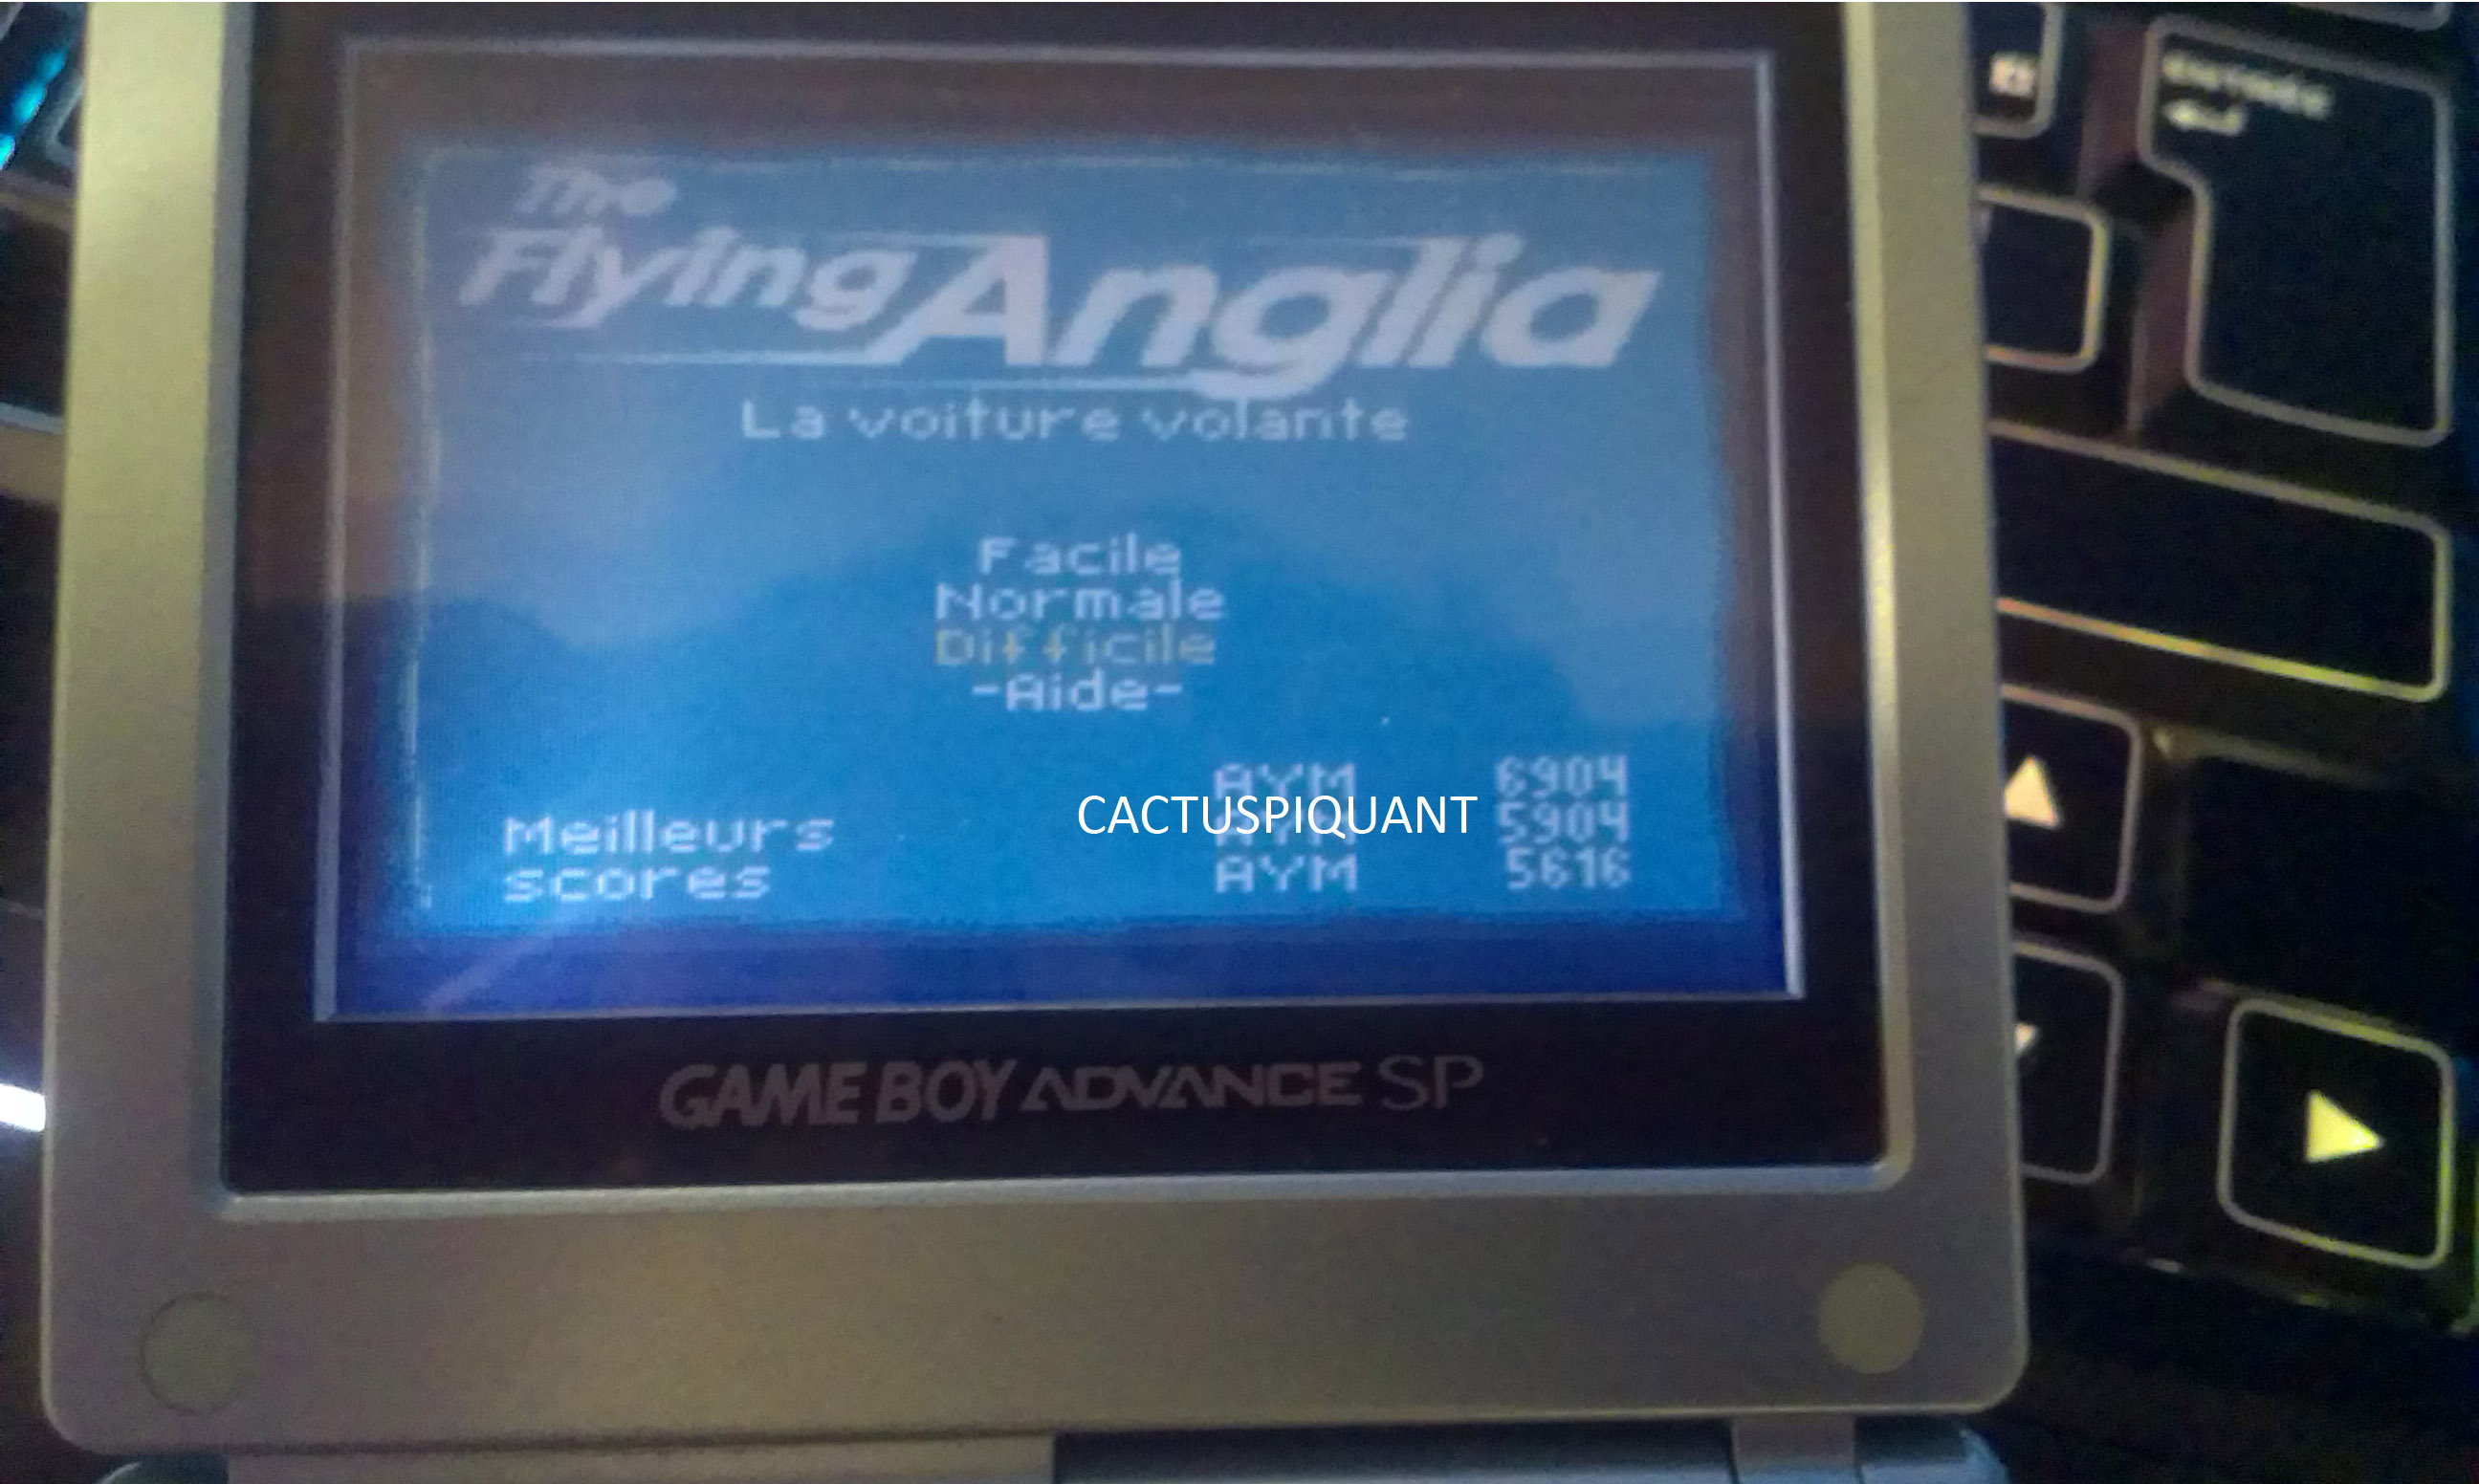 The
Flying Anglia
La voiture volante
Facile
Normale
Difficile
-Aide-
Meilleurs
scores
AYM 6904
AYM 5904
AYM 5616
CACTUSPIQUANT
GAME BOY ADVANCE SP